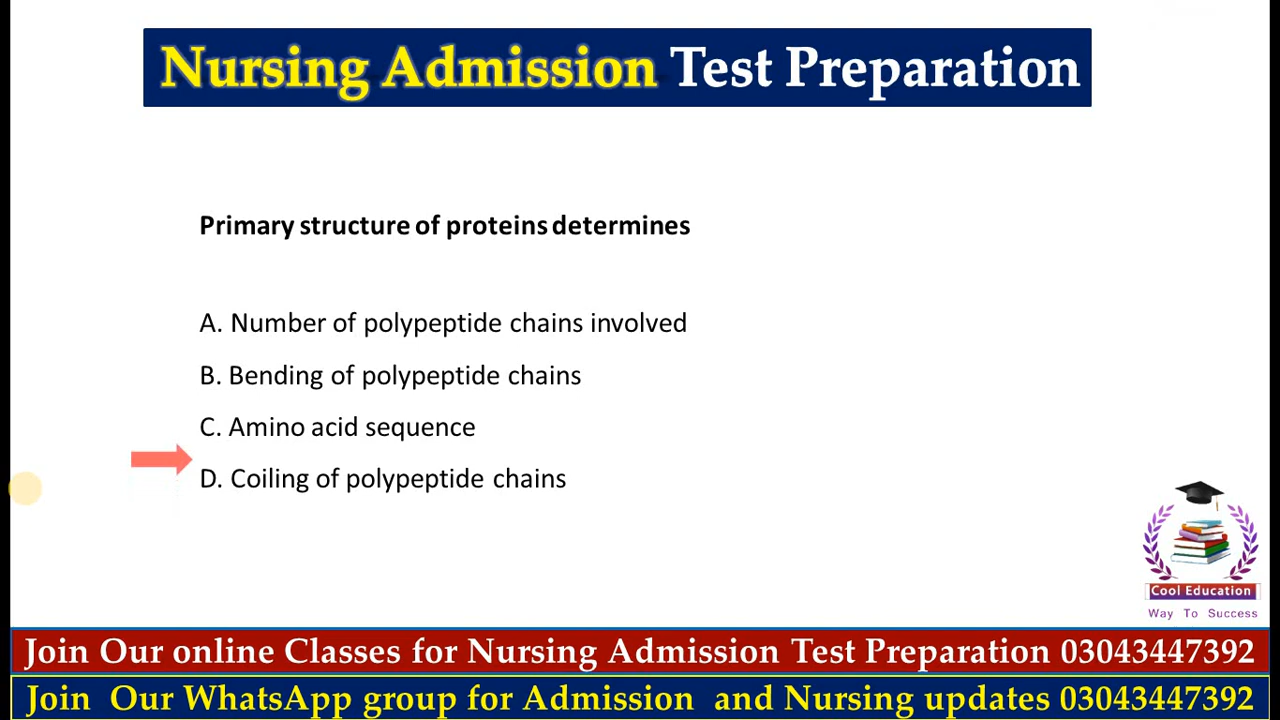 Nursing Admission Test Preparation
Primary structure of proteins determines
A. Number of polypeptide chains involved
B. Bending of polypeptide chains
C. Amino acid sequence
D. Coiling of polypeptide chains
Cool Education
Way To Success
Join Our online Classes for Nursing Admission Test Preparation 03043447392
Join Our WhatsApp group for Admission and Nursing updates 03043447392